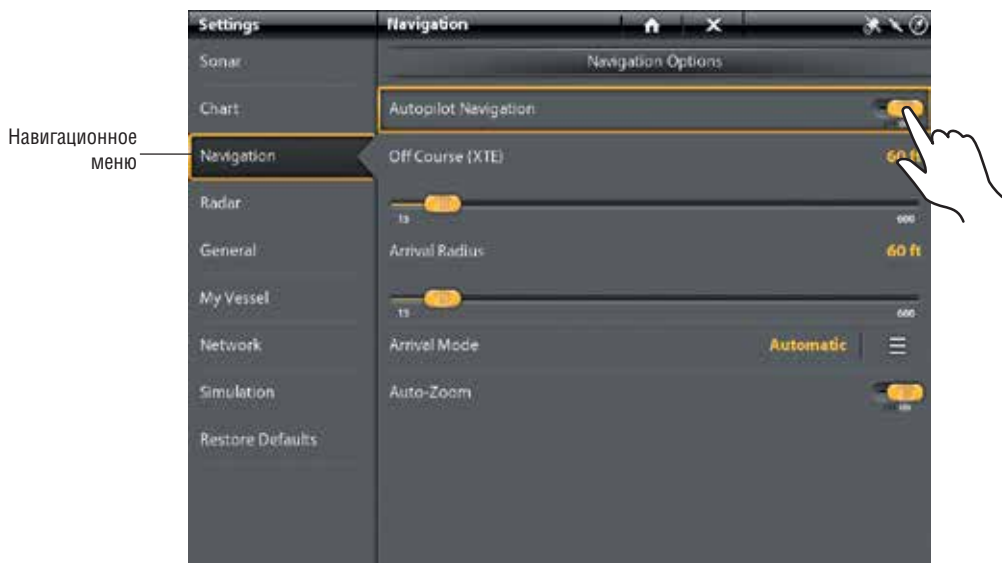 Settings
Navigation
Sonar
Navigation Options
Chart
Autopilot Navigation
Навигационное
меню
Navigation
Off Course (XTE)
60 ft
Radar
15
600
General
Arrival Radius
60 ft
My Vessel
15
600
Network
Arrival Mode
Automatic
Simulation
Auto-Zoom
Restore Defaults